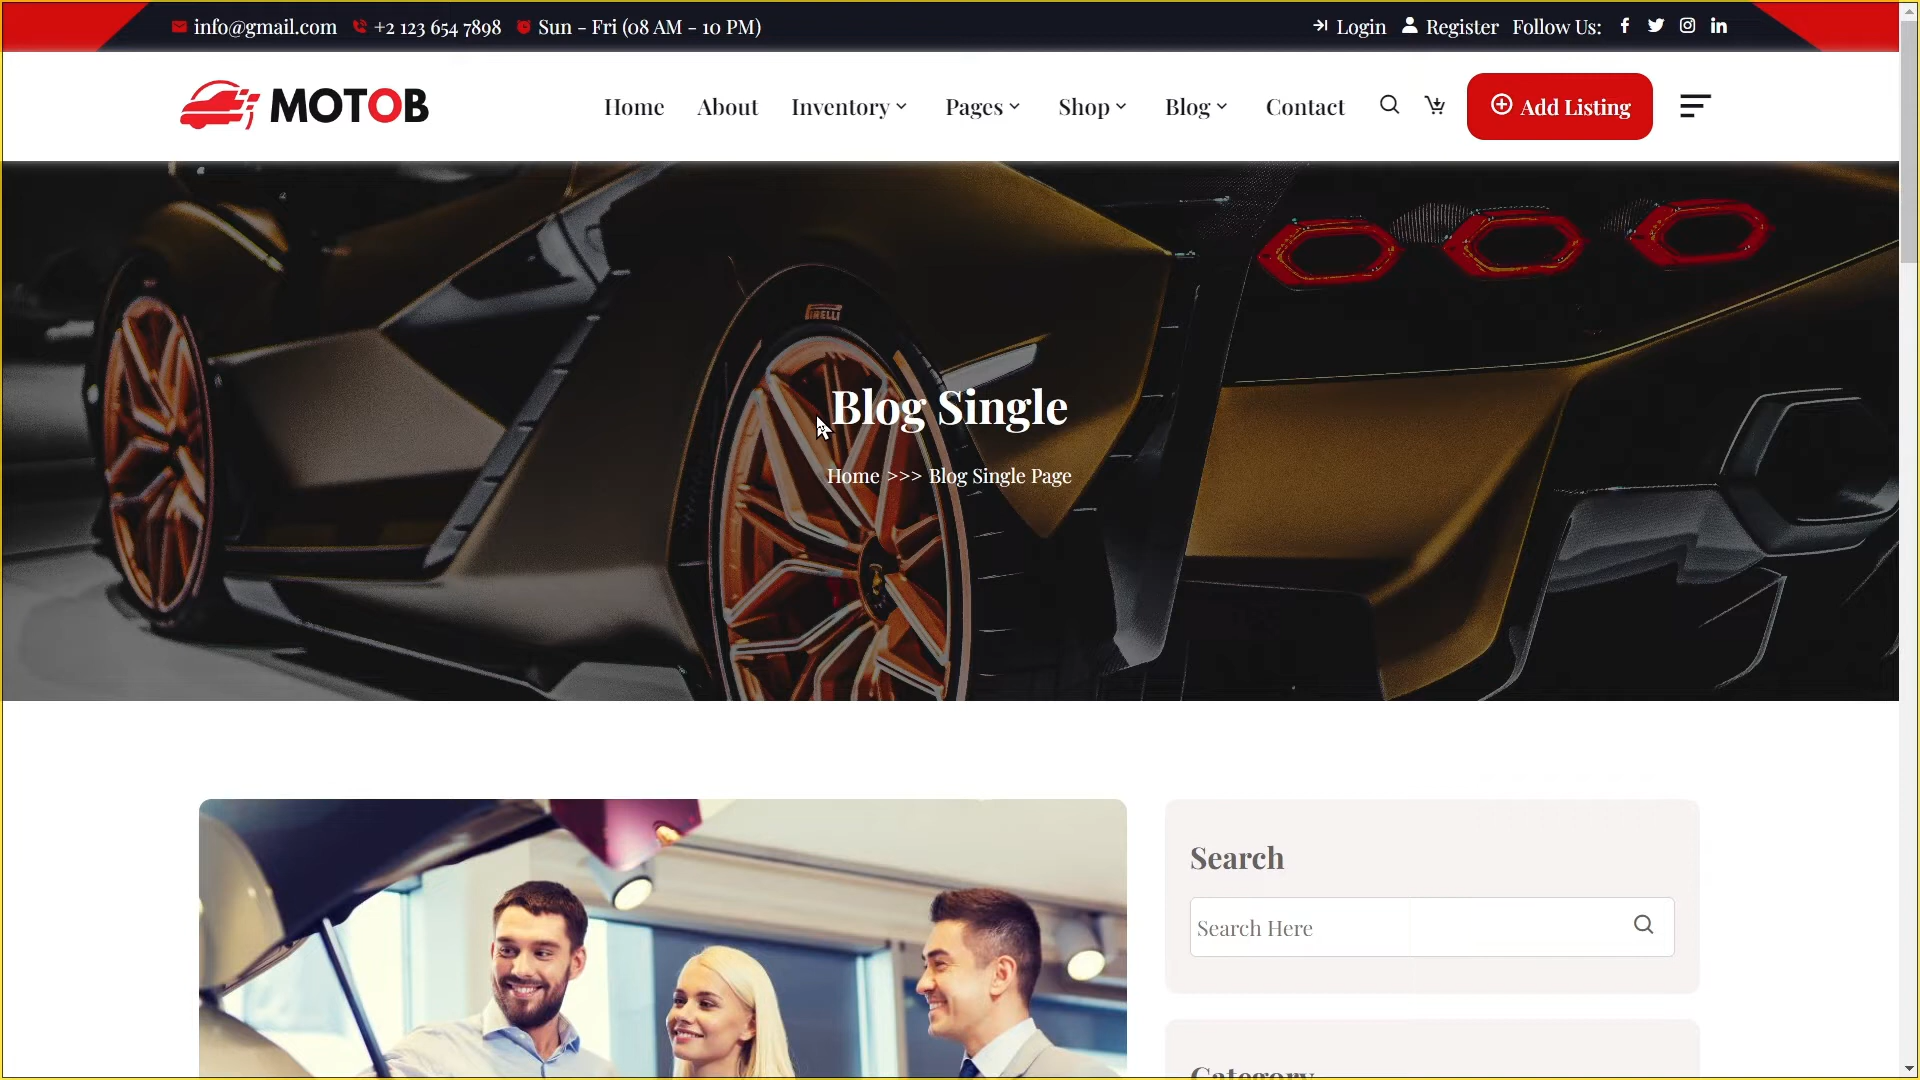 info@gmail.com +2 123 654 7898 Sun - Fri (08 AM - 10 PM) Login Register Follow Us:
MOTOB Home About Inventory Pages Shop Blog Contact Add Listing
PIRELLI
Blog Single
Home >>> Blog Single Page
Search
Search Here
Category